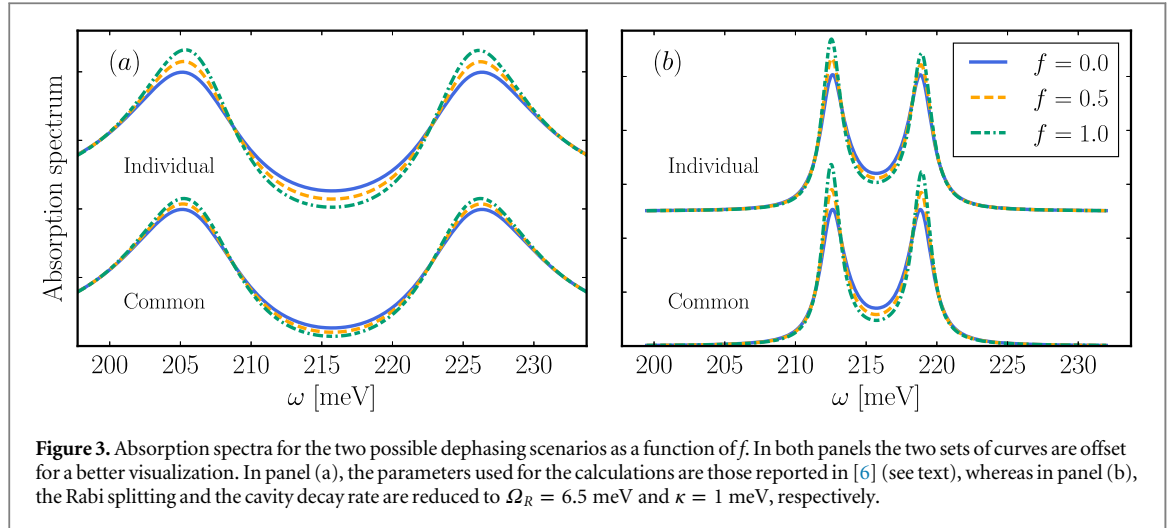 Absorption spectrum
(a)
Individual
Common
200 205 210 215 220 225 230
ω [meV]
(b)
f = 0.0
f = 0.5
f = 1.0
Individual
Common
200 205 210 215 220 225 230
ω [meV]
Figure 3. Absorption spectra for the two possible dephasing scenarios as a function of f. In both panels the two sets of curves are offset
for a better visualization. In panel (a), the parameters used for the calculations are those reported in [6] (see text), whereas in panel (b),
the Rabi splitting and the cavity decay rate are reduced to Ω_R = 6.5 meV and κ = 1 meV, respectively.